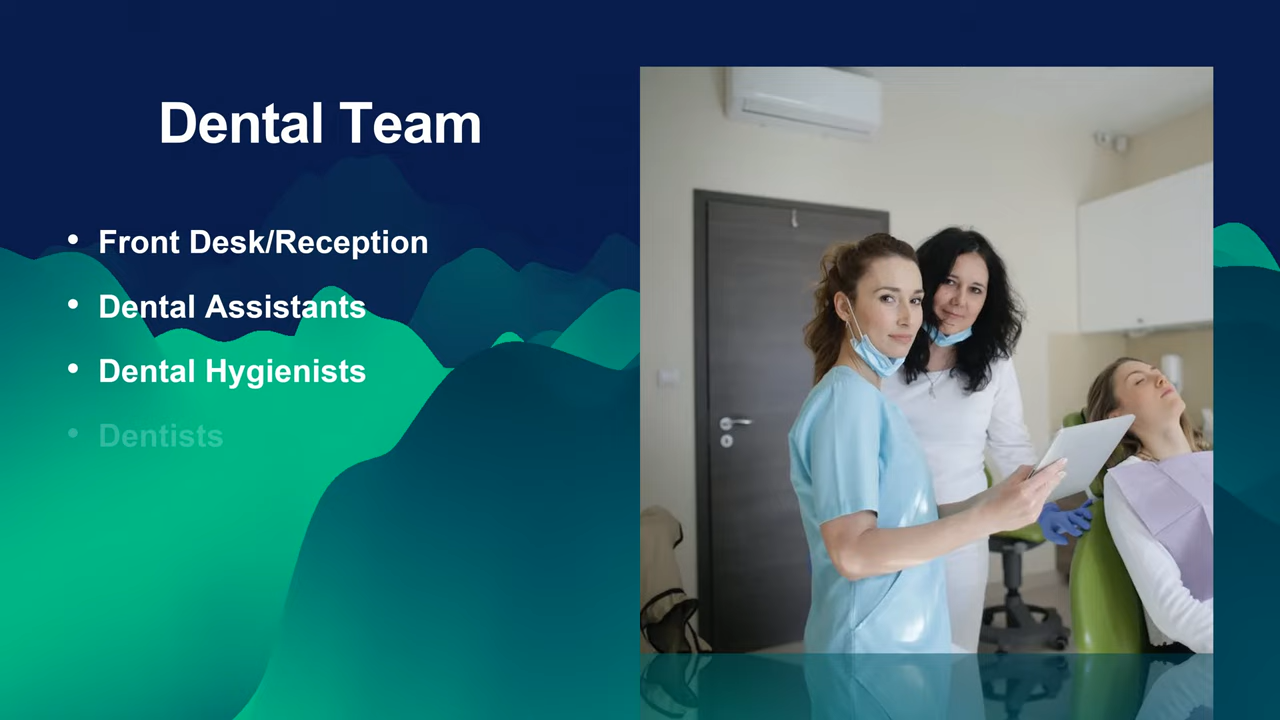 Dental Team
• Front Desk/Reception
• Dental Assistants
• Dental Hygienists
• Dentists